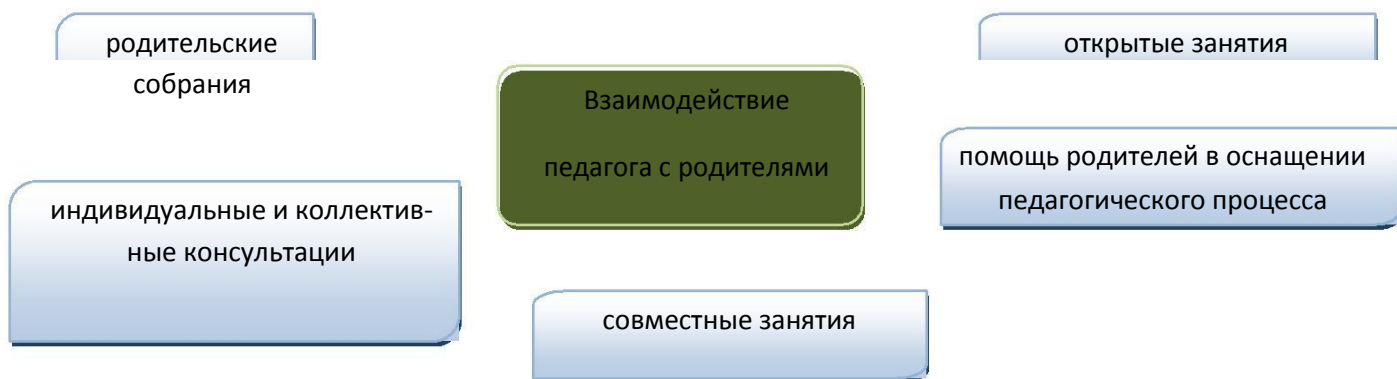 родительские
собрания
открытые занятия
Взаимодействие
педагога с родителями
помощь родителей в оснащении
педагогического процесса
индивидуальные и коллектив-
ные консультации
совместные занятия